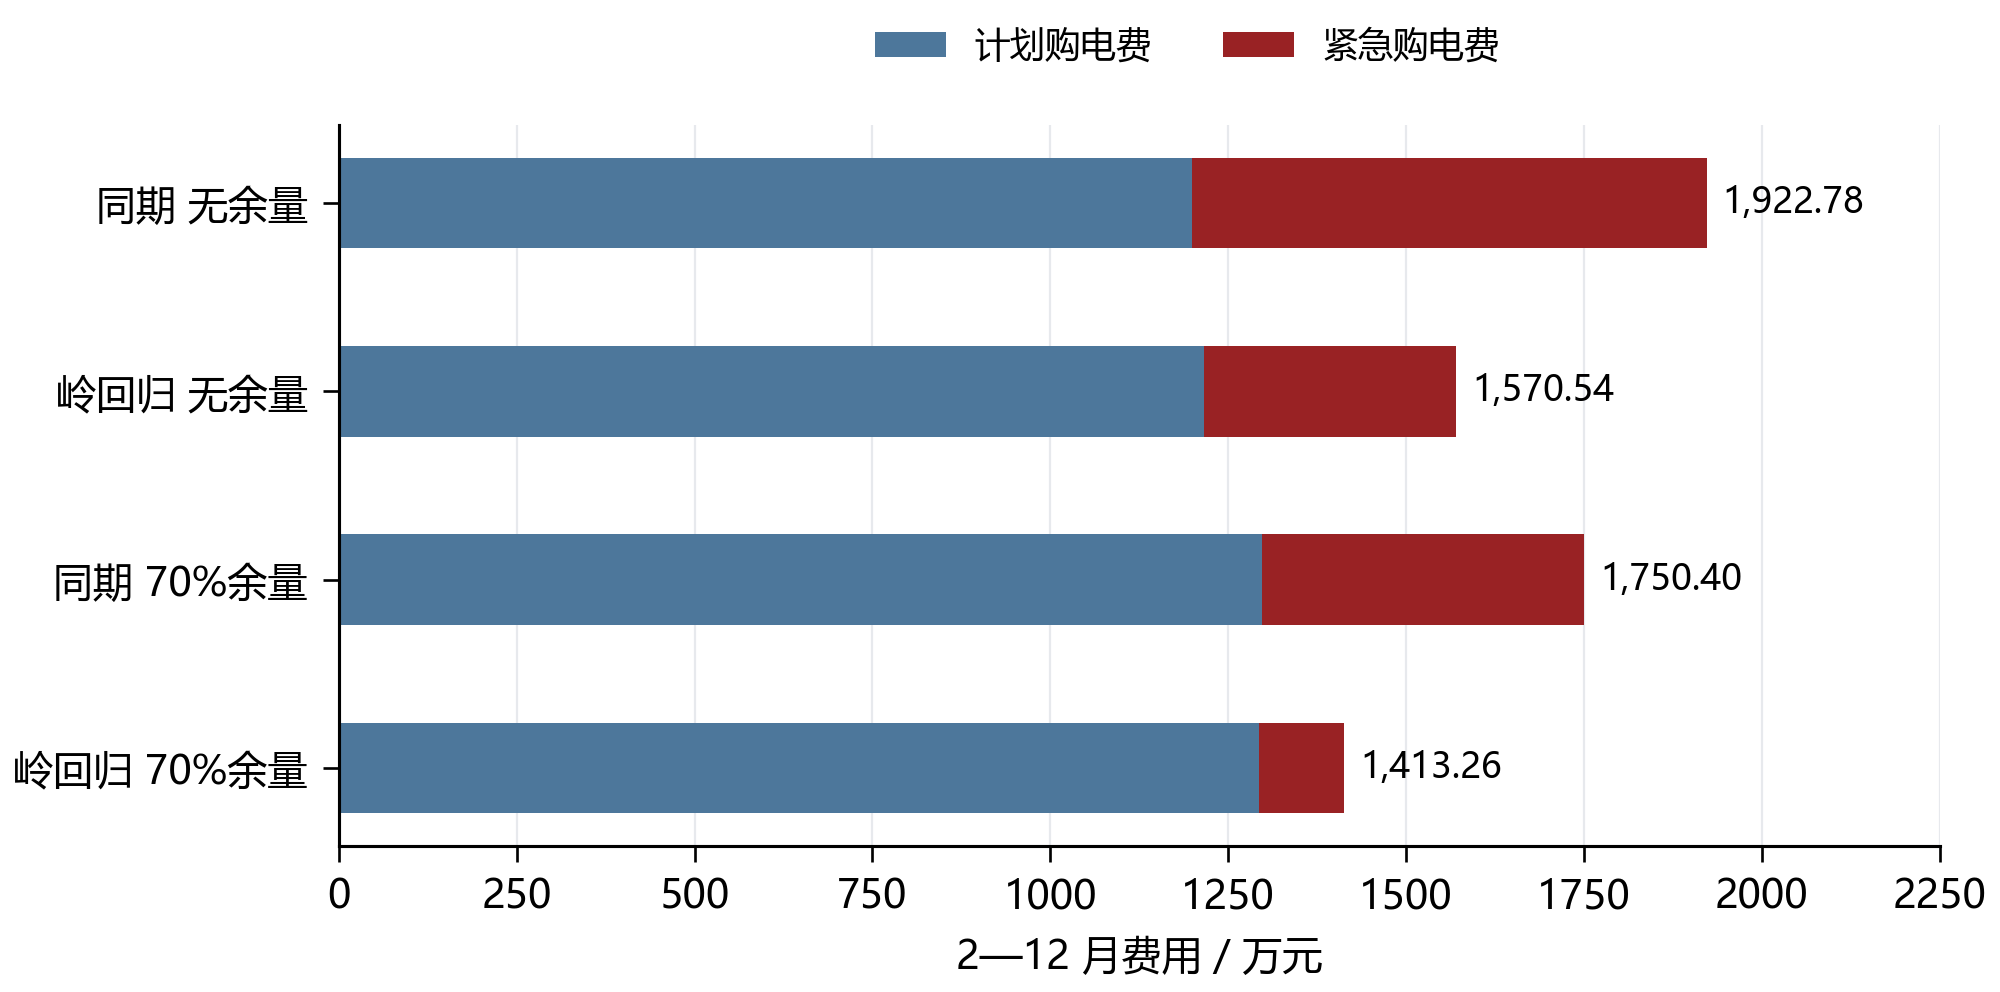 计划购电费 紧急购电费
同期 无余量 1,922.78
岭回归 无余量 1,570.54
同期 70%余量 1,750.40
岭回归 70%余量 1,413.26
0 250 500 750 1000 1250 1500 1750 2000 2250
2—12 月费用 / 万元